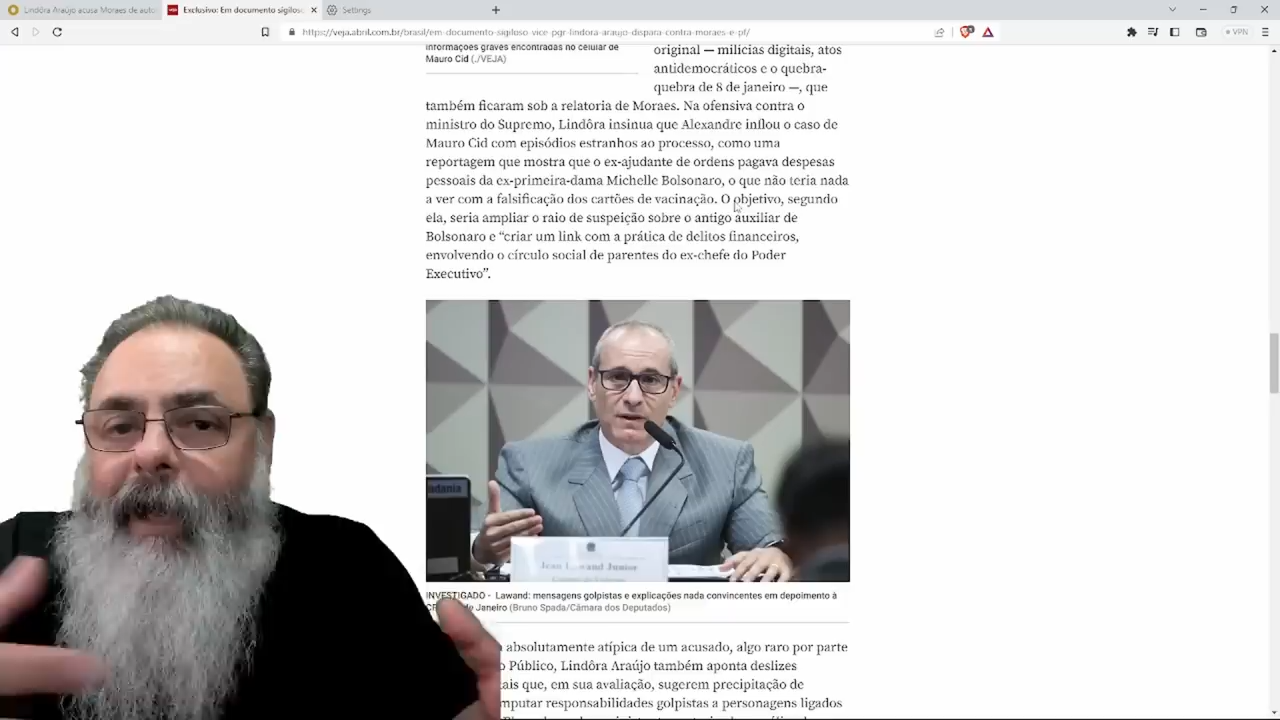 Lindôra Araújo acusa Moraes de auto
Exclusivo: Em documento sigiloso
Settings
https://veja.abril.com.br/brasil/em-documento-sigiloso-vice-pgr-lindora-araujo-dispara-contra-moraes-e-pf/
VPN
informações graves encontradas no celular de
Mauro Cid (./VEJA)
original — milícias digitais, atos
antidemocráticos e o quebra-
quebra de 8 de janeiro —, que
também ficaram sob a relatoria de Moraes. Na ofensiva contra o
ministro do Supremo, Lindôra insinua que Alexandre inflou o caso de
Mauro Cid com episódios estranhos ao processo, como uma
reportagem que mostra que o ex-ajudante de ordens pagava despesas
pessoais da ex-primeira-dama Michelle Bolsonaro, o que não teria nada
a ver com a falsificação dos cartões de vacinação. O objetivo, segundo
ela, seria ampliar o raio de suspeição sobre o antigo auxiliar de
Bolsonaro e “criar um link com a prática de delitos financeiros,
envolvendo o círculo social de parentes do ex-chefe do Poder
Executivo”.
adania
Jean Lawand Junior
INVESTIGADO - Lawand: mensagens golpistas e explicações nada convincentes em depoimento à
de Janeiro (Bruno Spada/Câmara dos Deputados)
absolutamente atípica de um acusado, algo raro por parte
o Público, Lindôra Araújo também aponta deslizes
ais que, em sua avaliação, sugerem precipitação de
mputar responsabilidades golpistas a personagens ligados